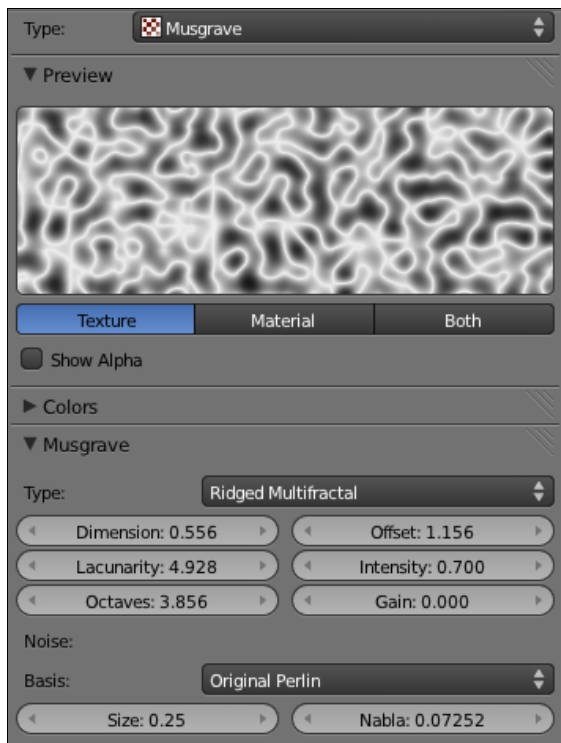 Type: Musgrave
Preview
Texture Material Both
Show Alpha
Colors
Musgrave
Type: Ridged Multifractal
Dimension: 0.556 Offset: 1.156
Lacunarity: 4.928 Intensity: 0.700
Octaves: 3.856 Gain: 0.000
Noise:
Basis: Original Perlin
Size: 0.25 Nabla: 0.07252